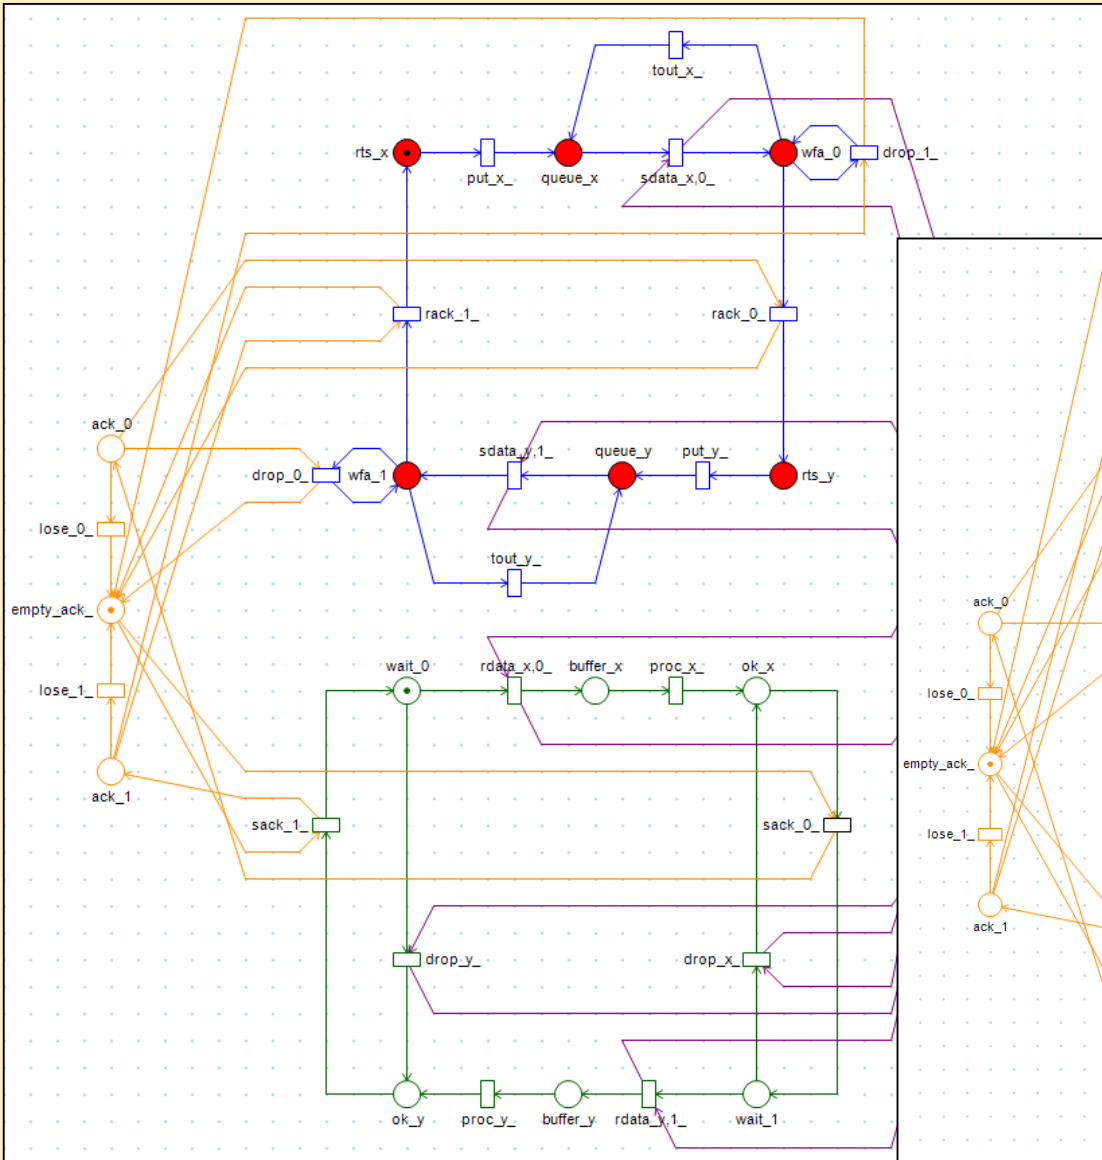 tout_x_
rts_x
put_x_
queue_x
sdata_x,0_
wfa_0
drop_1_
rack_1_
rack_0_
ack_0
drop_0_
wfa_1
sdata_y,1_
queue_y
put_y_
rts_y
lose_0_
tout_y_
empty_ack_
lose_1_
ack_1
wait_0
rdata_x,0_
buffer_x
proc_x_
ok_x
sack_1_
sack_0_
drop_y_
drop_x_
ok_y
proc_y_
buffer_y
rdata_y,1_
wait_1
ack_0
lose_0_
empty_ack_
lose_1_
ack_1